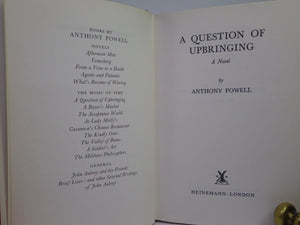 BOOKS BY
ANTHONY POWELL
NOVELS
Afternoon Men
Venusberg
From a View to a Death
Agents and Patients
What's Become of Waring
THE MUSIC OF TIME
A Question of Upbringing
A Buyer's Market
The Acceptance World
At Lady Molly's
Casanova's Chinese Restaurant
The Kindly Ones
The Valley of Bones
A Soldier's Art
The Military Philosophers
GENERAL
John Aubrey and his Friends
Brief Lives: and other Selected Writings
of John Aubrey
A QUESTION OF
UPBRINGING
A Novel
by
ANTHONY POWELL
HEINEMANN : LONDON